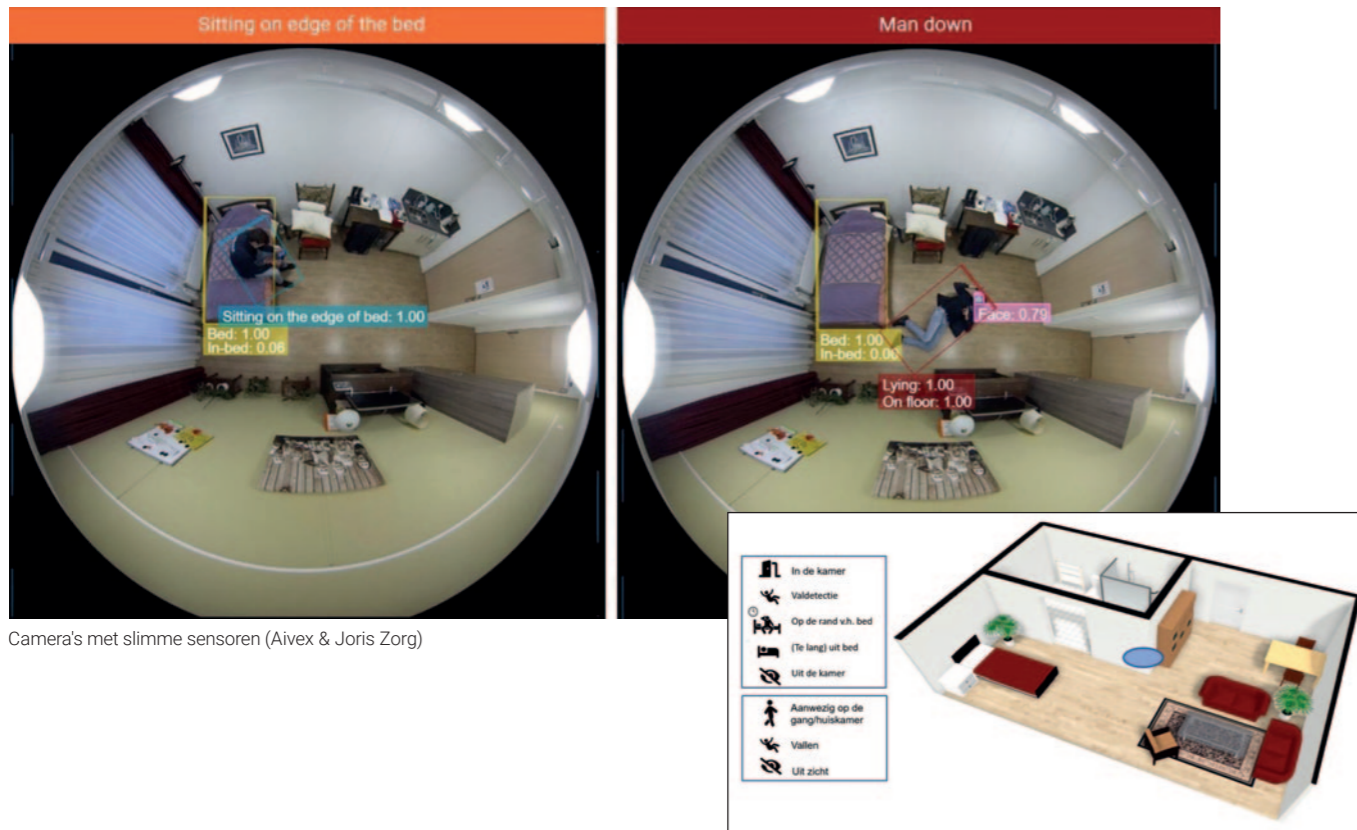 Sitting on edge of the bed
Man down
Sitting on the edge of bed: 1.00
Bed: 1.00
In-bed: 0.06
Face: 0.79
Bed: 1.00
In-bed: 0.00
Lying: 1.00
On floor: 1.00
Camera's met slimme sensoren (Aivex & Joris Zorg)
In de kamer
Valdetectie
Op de rand v.h. bed
(Te lang) uit bed
Uit de kamer
Aanwezig op de
gang/huiskamer
Vallen
Uit zicht